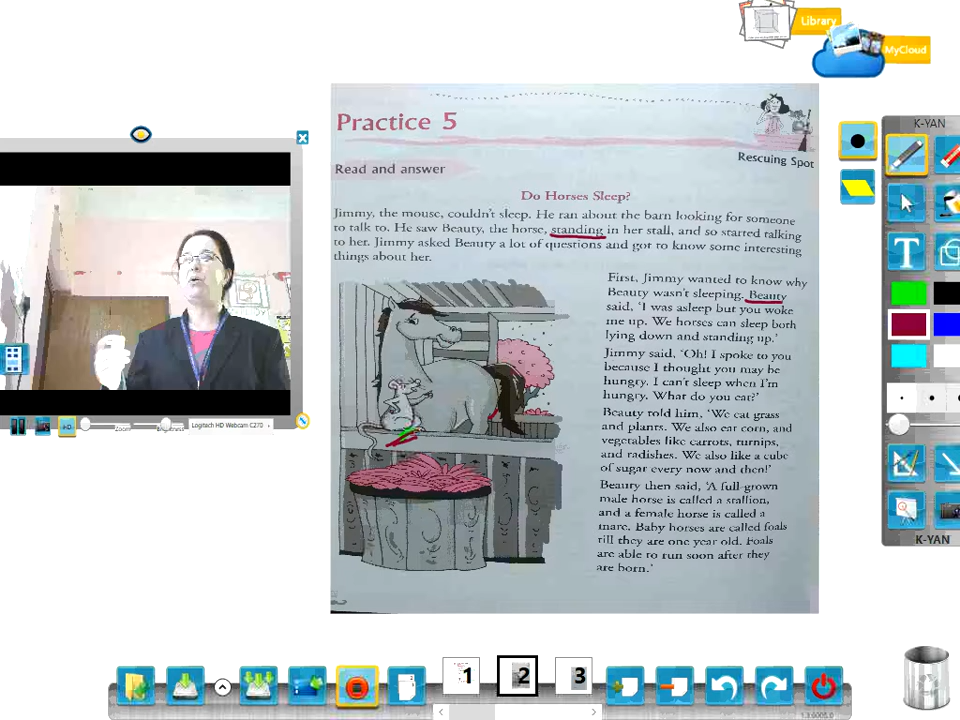 Library
MyCloud
K-YAN
Practice 5
Rescuing Spot
Read and answer
Do Horses Sleep?
Jimmy, the mouse, couldn't sleep. He ran about the barn looking for someone
to talk to. He saw Beauty, the horse, standing in her stall, and so started talking
to her. Jimmy asked Beauty a lot of questions and got to know some interesting
things about her.
First, Jimmy wanted to know why
Beauty wasn't sleeping. Beauty
said, 'I was asleep but you woke
me up. We horses can sleep both
lying down and standing up.'
Jimmy said, 'Oh! I spoke to you
because I thought you may be
hungry. I can't sleep when I'm
hungry. What do you eat?'
Beauty told him, 'We eat grass
and plants. We also eat corn, and
vegetables like carrots, turnips,
and radishes. We also like a cube
of sugar every now and then!'
Beauty then said, 'A full-grown
male horse is called a stallion,
and a female horse is called a
mare. Baby horses are called foals
till they are one year old. Foals
are able to run soon after they
are born.'
HD
Zoom
Brightness
Logitech HD Webcam C270
T
K-YAN
1
2
3
1.3.0005.0